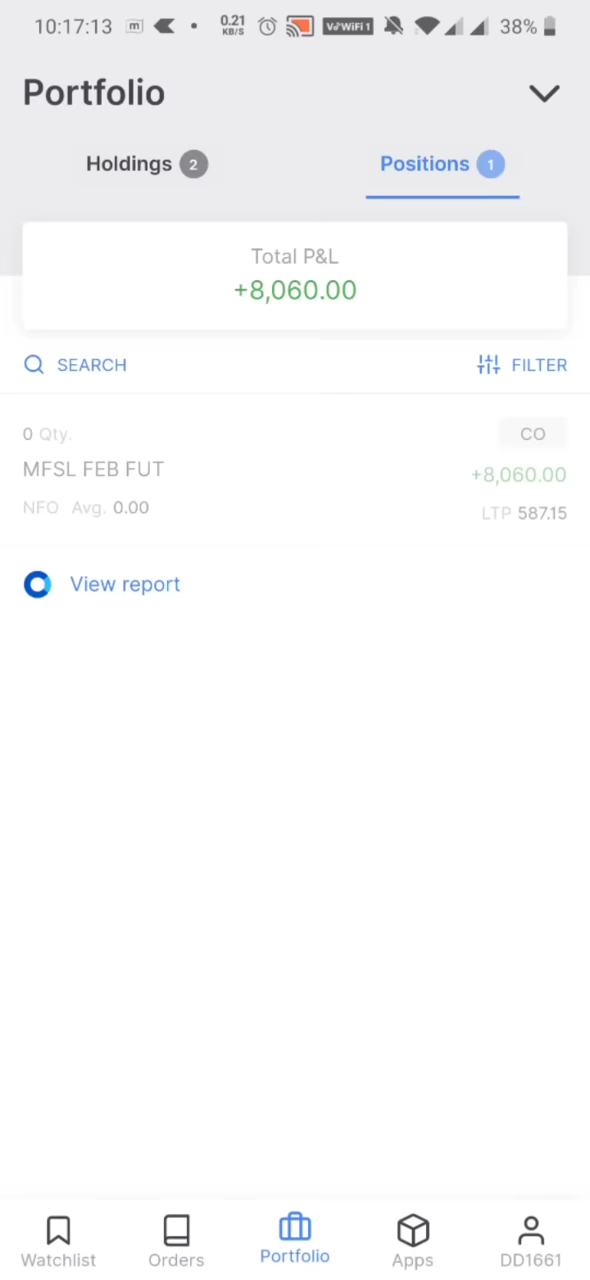 10:17:13 m 0.21 KB/S Vo WiFi 1 38%
Portfolio
Holdings 2 Positions 1
Total P&L
+8,060.00
SEARCH FILTER
0 Qty. CO
MFSL FEB FUT +8,060.00
NFO Avg. 0.00 LTP 587.15
View report
Watchlist Orders Portfolio Apps DD1661